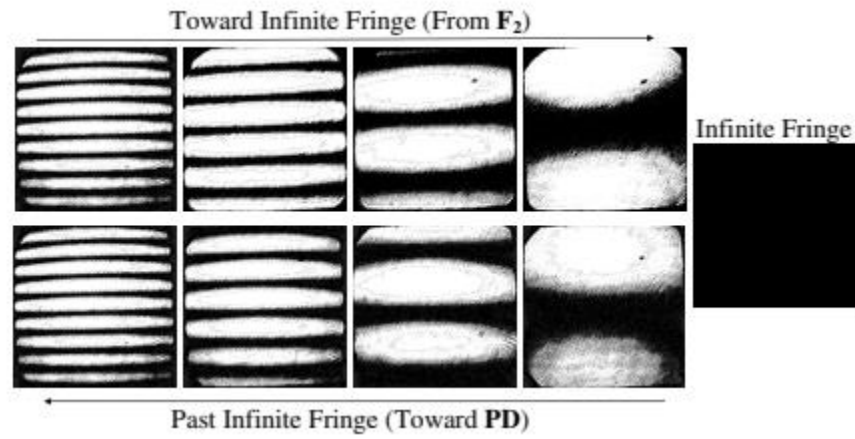 Toward Infinite Fringe (From F₂)
Infinite Fringe
Past Infinite Fringe (Toward PD)